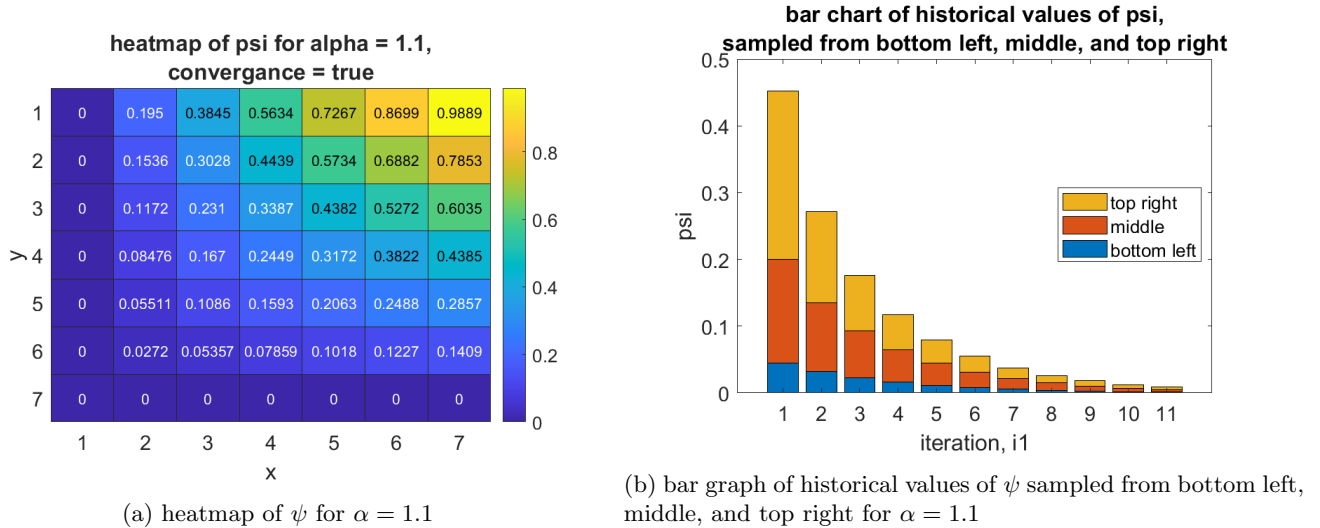 heatmap of psi for alpha = 1.1,
convergance = true
1 0 0.195 0.3845 0.5634 0.7267 0.8699 0.9889
2 0 0.1536 0.3028 0.4439 0.5734 0.6882 0.7853
3 0 0.1172 0.231 0.3387 0.4382 0.5272 0.6035
4 0 0.08476 0.167 0.2449 0.3172 0.3822 0.4385
5 0 0.05511 0.1086 0.1593 0.2063 0.2488 0.2857
6 0 0.0272 0.05357 0.07859 0.1018 0.1227 0.1409
7 0 0 0 0 0 0 0
1 2 3 4 5 6 7
x
y
0.8
0.6
0.4
0.2
0
(a) heatmap of ψ for α = 1.1
bar chart of historical values of psi,
sampled from bottom left, middle, and top right
0.5
0.4
0.3
0.2
0.1
0
psi
top right
middle
bottom left
1 2 3 4 5 6 7 8 9 10 11
iteration, i1
(b) bar graph of historical values of ψ sampled from bottom left,
middle, and top right for α = 1.1